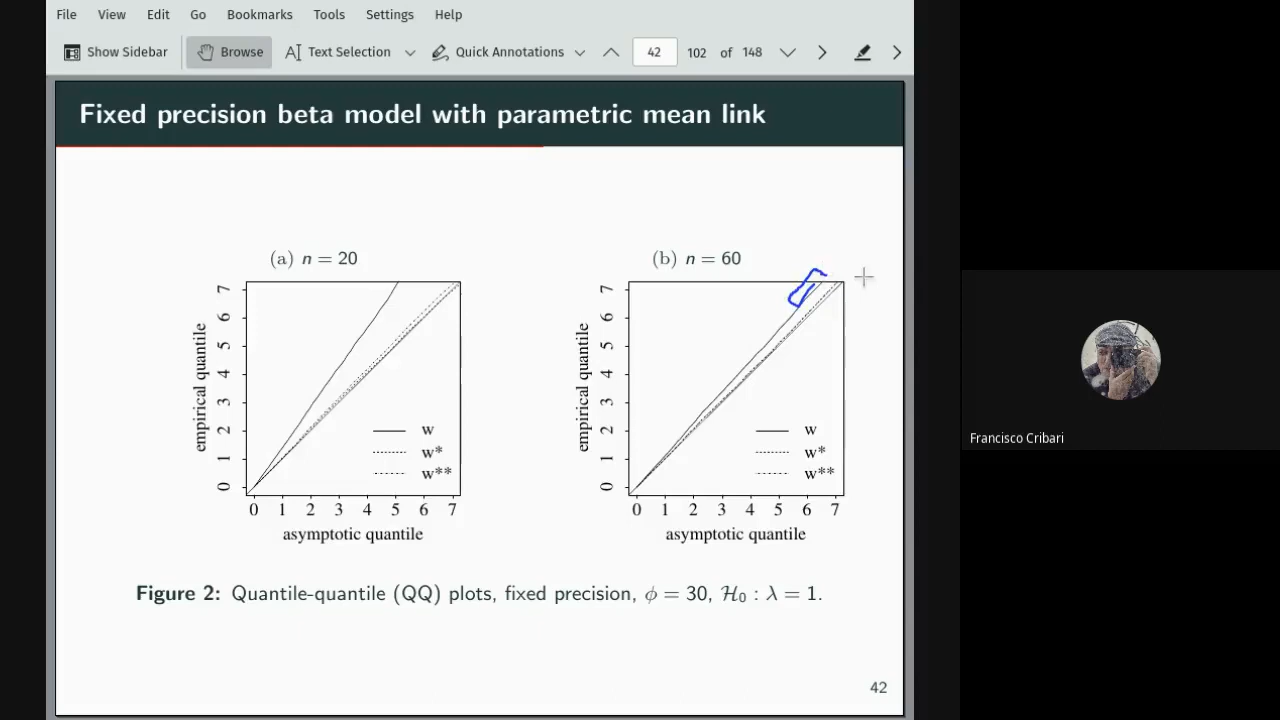 File View Edit Go Bookmarks Tools Settings Help
Show Sidebar Browse Text Selection Quick Annotations 42 102 of 148
Fixed precision beta model with parametric mean link
(a) n = 20
(b) n = 60
empirical quantile
0 1 2 3 4 5 6 7
w
w*
w**
0 1 2 3 4 5 6 7
asymptotic quantile
empirical quantile
0 1 2 3 4 5 6 7
w
w*
w**
0 1 2 3 4 5 6 7
asymptotic quantile
Figure 2: Quantile-quantile (QQ) plots, fixed precision, ϕ = 30, ℋ₀ : λ = 1.
42
Francisco Cribari